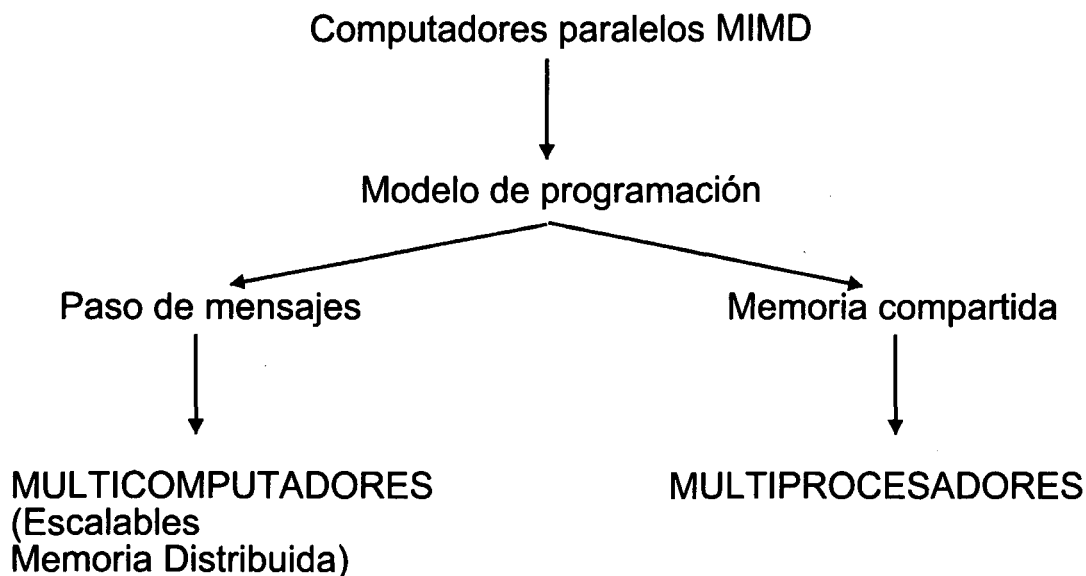 Computadores paralelos MIMD
Modelo de programación
Paso de mensajes
Memoria compartida
MULTICOMPUTADORES
(Escalables
Memoria Distribuida)
MULTIPROCESADORES